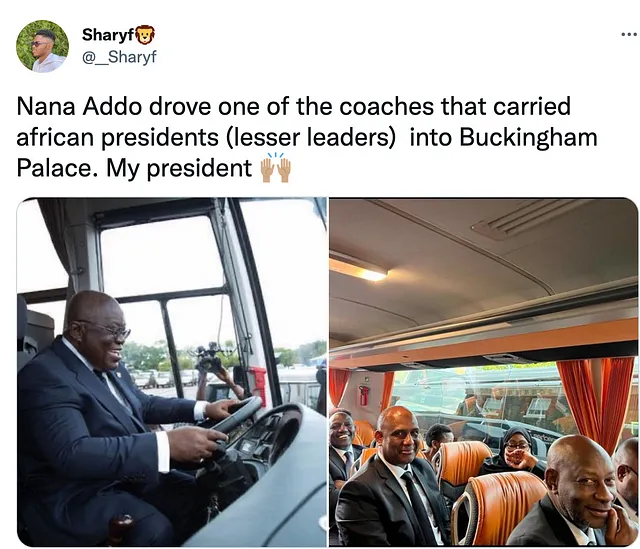 Sharyf🦁
@__Sharyf
Nana Addo drove one of the coaches that carried
african presidents (lesser leaders)  into Buckingham
Palace. My president 🙌🏽